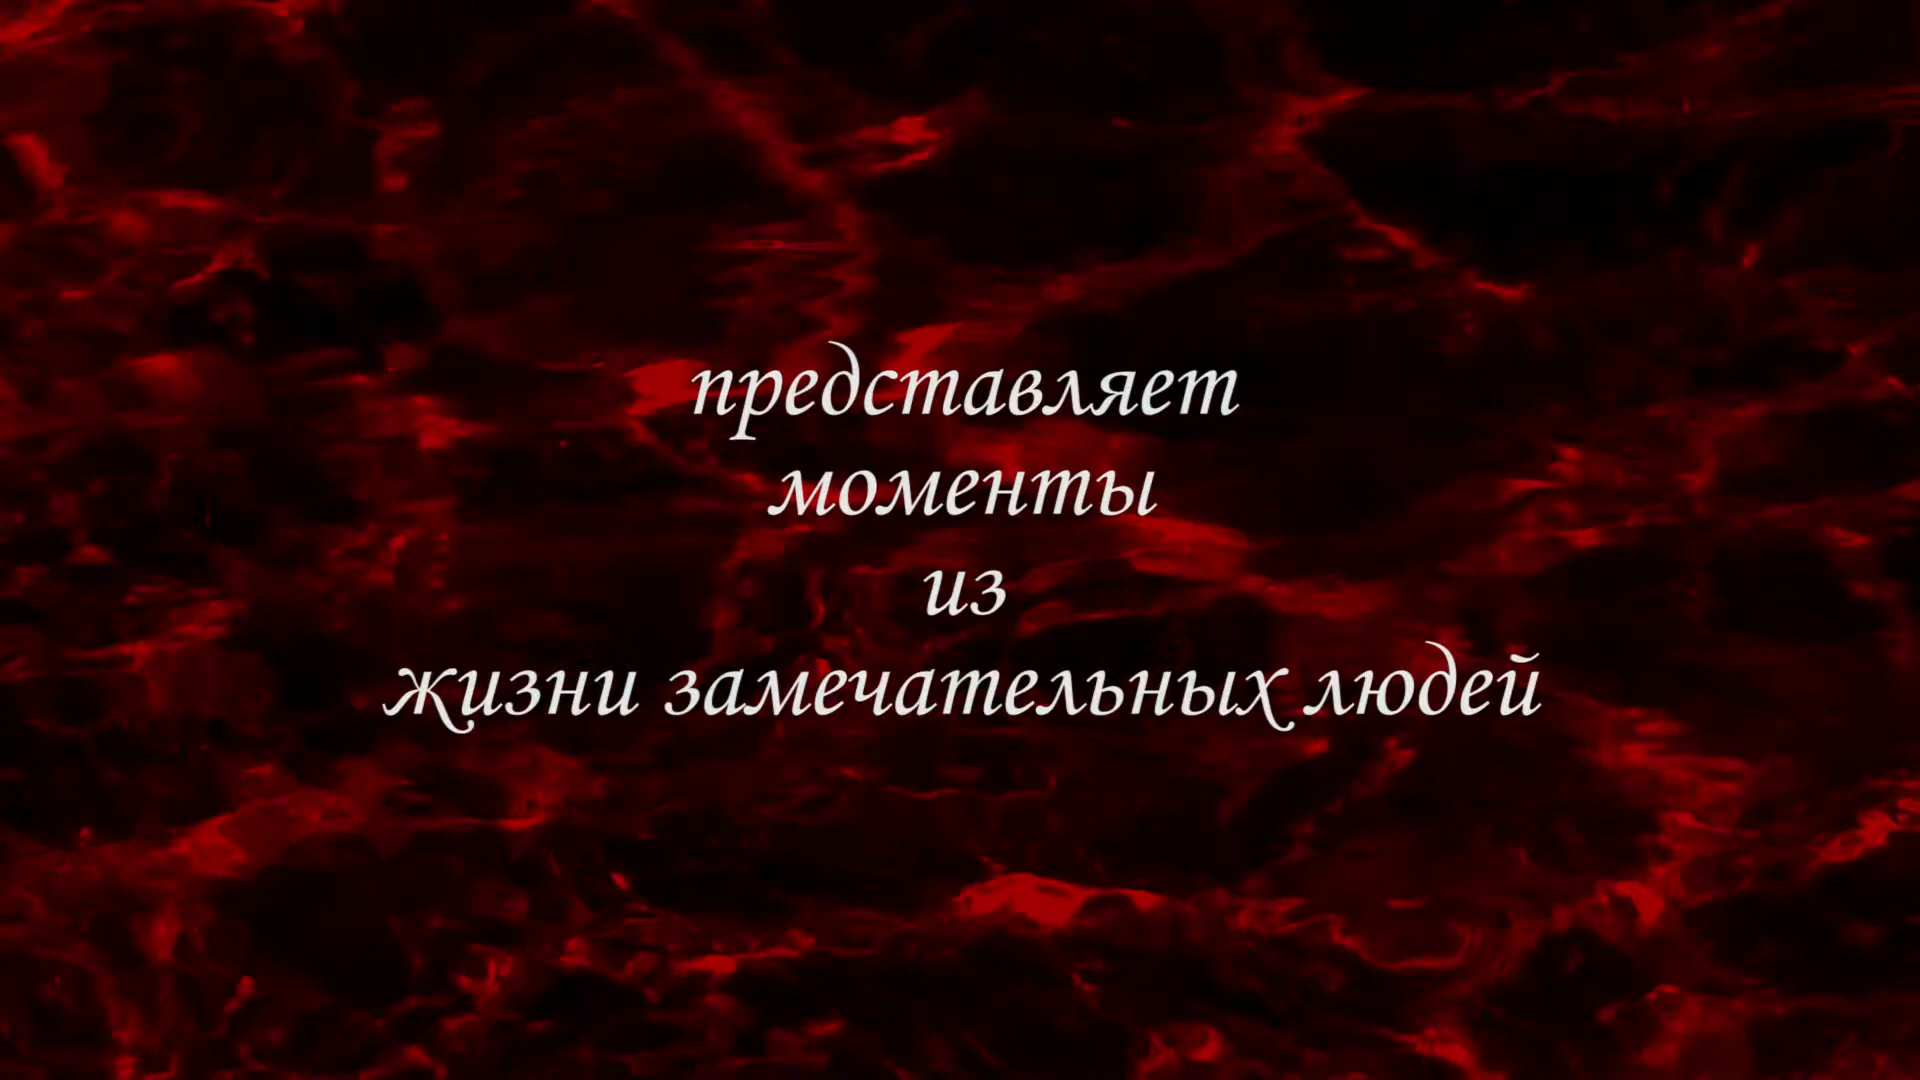 представляет
моменты
из
жизни замечательных людей